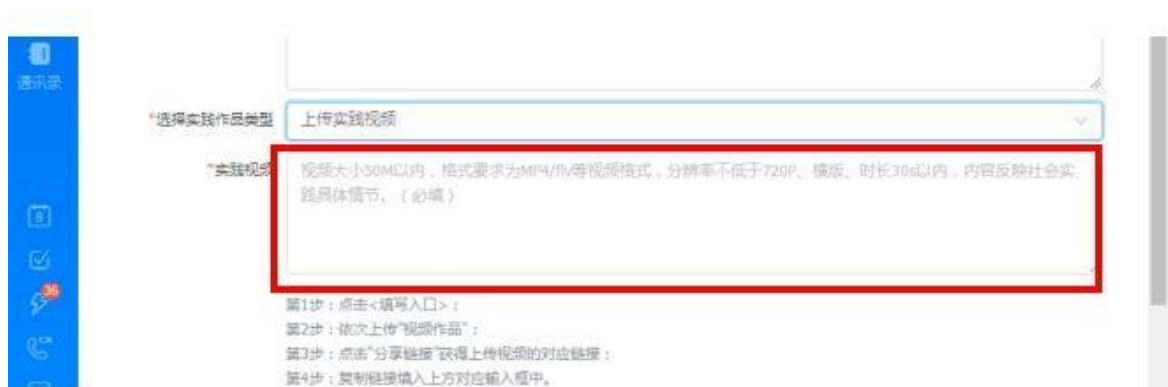 通讯录
*选择实践作品类型 上传实践视频
*实践视频 视频大小50M以内，格式要求为MP4/flv等视频格式，分辨率不低于720P、横版、时长30s以内，内容反映社会实
践具体情节。（必填）
8
36
第1步：点击<填写入口>；
第2步：依次上传"视频作品"；
第3步：点击"分享链接"获得上传视频的对应链接；
第4步：复制链接填入上方对应输入框中。